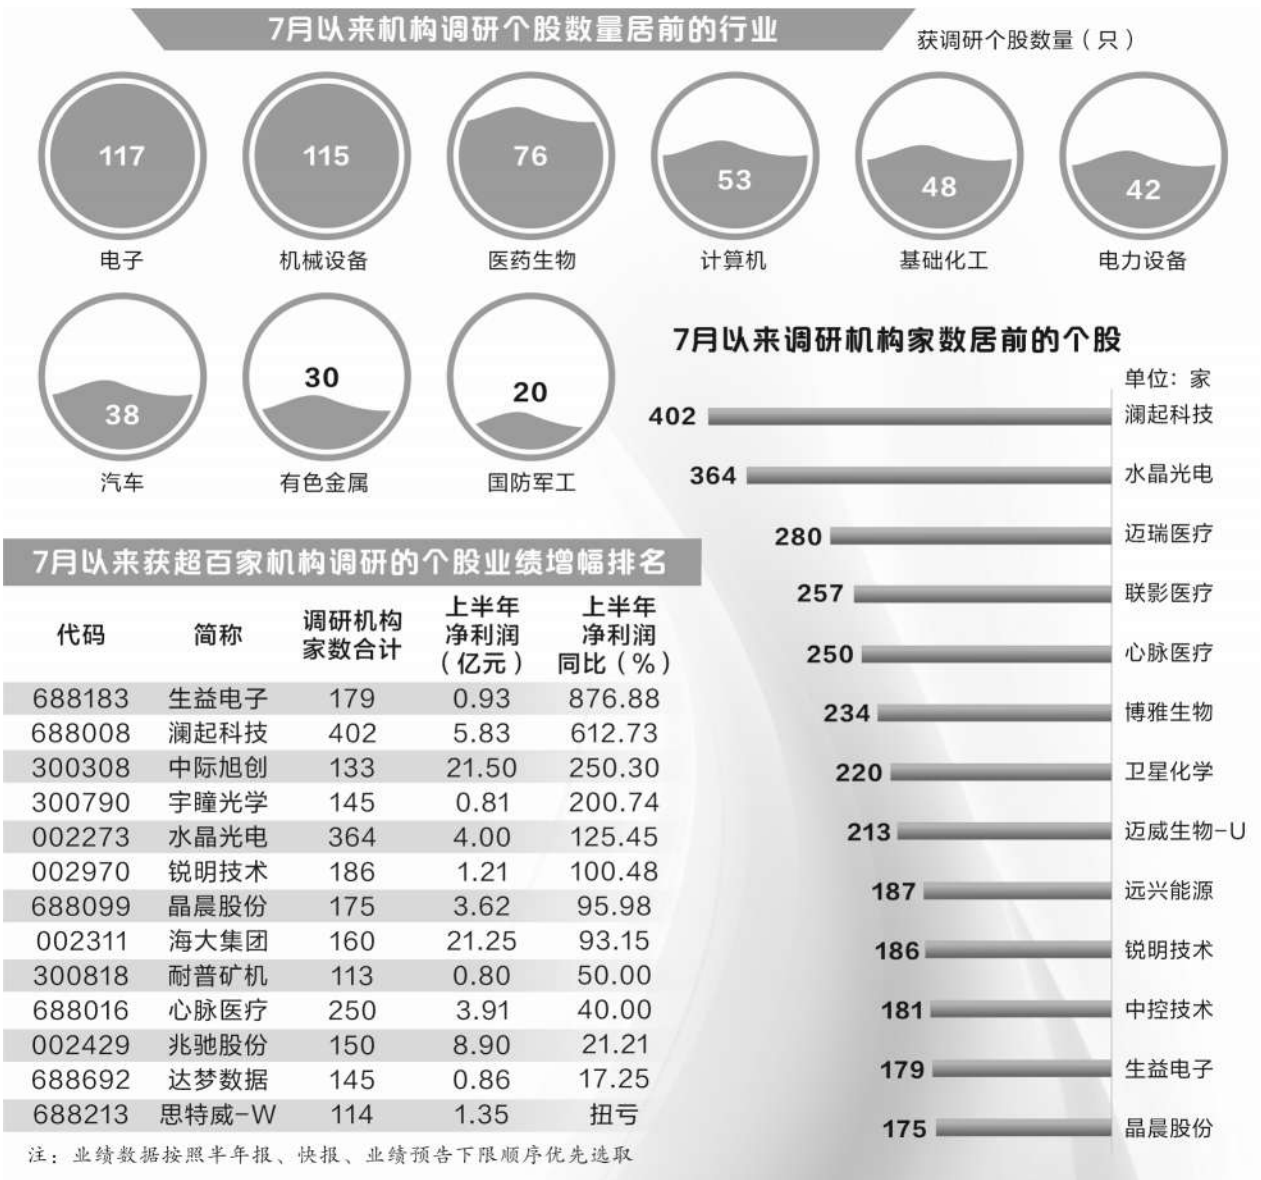 7月以来机构调研个股数量居前的行业
获调研个股数量（只）
117
115
76
53
48
42
电子
机械设备
医药生物
计算机
基础化工
电力设备
38
30
20
汽车
有色金属
国防军工
7月以来调研机构家数居前的个股
单位：家
402 澜起科技
364 水晶光电
280 迈瑞医疗
257 联影医疗
250 心脉医疗
234 博雅生物
220 卫星化学
213 迈威生物-U
187 远兴能源
186 锐明技术
181 中控技术
179 生益电子
175 晶晨股份
7月以来获超百家机构调研的个股业绩增幅排名
代码 简称 调研机构家数合计 上半年净利润（亿元） 上半年净利润同比（%）
688183 生益电子 179 0.93 876.88
688008 澜起科技 402 5.83 612.73
300308 中际旭创 133 21.50 250.30
300790 宇瞳光学 145 0.81 200.74
002273 水晶光电 364 4.00 125.45
002970 锐明技术 186 1.21 100.48
688099 晶晨股份 175 3.62 95.98
002311 海大集团 160 21.25 93.15
300818 耐普矿机 113 0.80 50.00
688016 心脉医疗 250 3.91 40.00
002429 兆驰股份 150 8.90 21.21
688692 达梦数据 145 0.86 17.25
688213 思特威-W 114 1.35 扭亏
注：业绩数据按照半年报、快报、业绩预告下限顺序优先选取